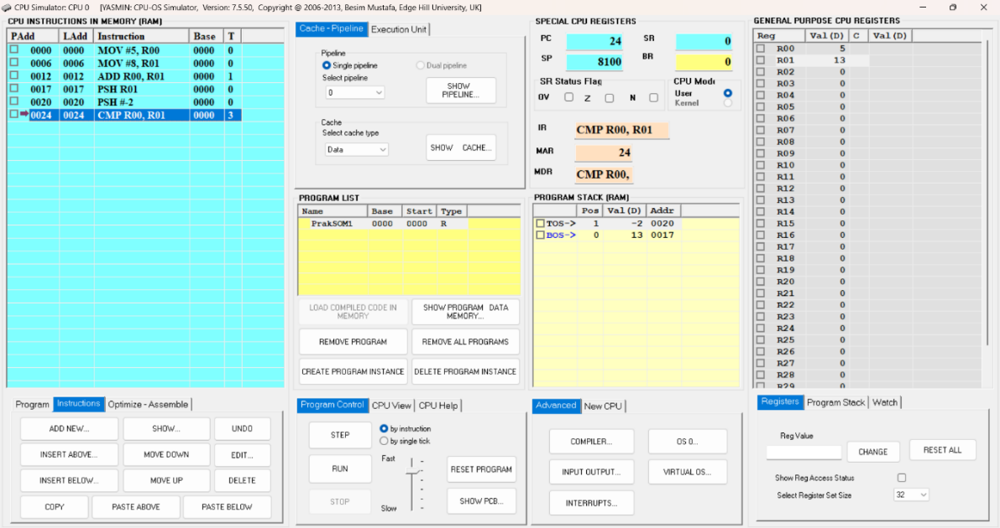 CPU Simulator: CPU 0 [YASMIN: CPU-OS Simulator, Version: 7.5.50, Copyright @ 2006-2013, Besim Mustafa, Edge Hill University, UK]
CPU INSTRUCTIONS IN MEMORY (RAM)
PAdd LAdd Instruction Base T
0000 0000 MOV #5, R00 0000 0
0006 0006 MOV #8, R01 0000 0
0012 0012 ADD R00, R01 0000 1
0017 0017 PSH R01 0000 0
0020 0020 PSH #-2 0000 0
0024 0024 CMP R00, R01 0000 3
Program Instructions Optimize - Assemble
ADD NEW... SHOW... UNDO
INSERT ABOVE... MOVE DOWN EDIT...
INSERT BELOW... MOVE UP DELETE
COPY PASTE ABOVE PASTE BELOW
Cache - Pipeline Execution Unit
Pipeline
Single pipeline Dual pipeline
Select pipeline
0
SHOW
PIPELINE...
Cache
Select cache type
Data
SHOW CACHE...
PROGRAM LIST
Name Base Start Type
PrakSOM1 0000 0000 R
LOAD COMPILED CODE IN
MEMORY
SHOW PROGRAM DATA
MEMORY...
REMOVE PROGRAM REMOVE ALL PROGRAMS
CREATE PROGRAM INSTANCE DELETE PROGRAM INSTANCE
Program Control CPU View CPU Help
STEP
by instruction
by single tick
RUN
STOP
Fast
Slow
RESET PROGRAM
SHOW PCB...
SPECIAL CPU REGISTERS
PC 24 SR 0
SP 8100 BR 0
SR Status Flag
OV Z N
CPU Mode
User
Kernel
IR CMP R00, R01
MAR 24
MDR CMP R00,
PROGRAM STACK (RAM)
Pos Val(D) Addr
TOS-> 1 -2 0020
BOS-> 0 13 0017
Advanced New CPU
COMPILER... OS 0...
INPUT OUTPUT... VIRTUAL OS...
INTERRUPTS...
GENERAL PURPOSE CPU REGISTERS
Reg Val(D) C Val(D)
R00 5
R01 13
R02 0
R03 0
R04 0
R05 0
R06 0
R07 0
R08 0
R09 0
R10 0
R11 0
R12 0
R13 0
R14 0
R15 0
R16 0
R17 0
R18 0
R19 0
R20 0
R21 0
R22 0
R23 0
R24 0
R25 0
R26 0
R27 0
R28 0
R29 0
Registers Program Stack Watch
Reg Value
CHANGE RESET ALL
Show Reg Access Status
Select Register Set Size 32